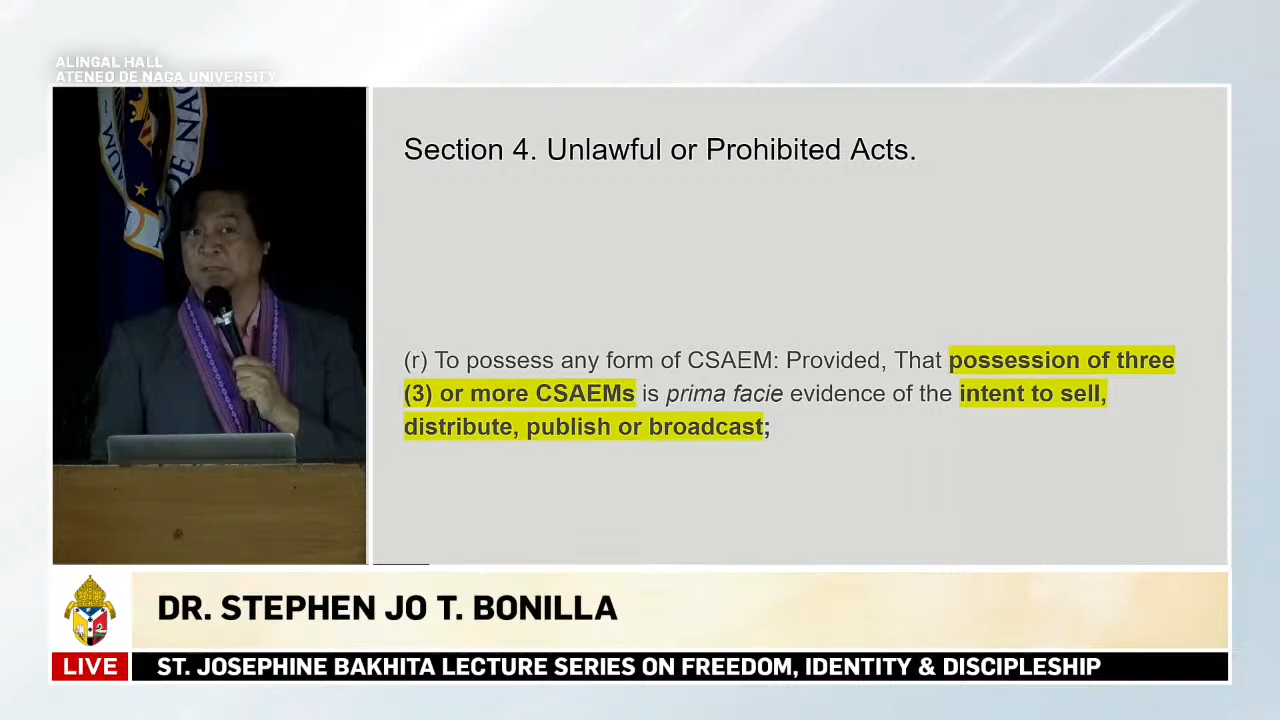 ALINGAL HALL
ATENEO DE NAGA UNIVERSITY
Section 4. Unlawful or Prohibited Acts.
(r) To possess any form of CSAEM: Provided, That possession of three
(3) or more CSAEMs is prima facie evidence of the intent to sell,
distribute, publish or broadcast;
DR. STEPHEN JO T. BONILLA
LIVE
ST. JOSEPHINE BAKHITA LECTURE SERIES ON FREEDOM, IDENTITY & DISCIPLESHIP